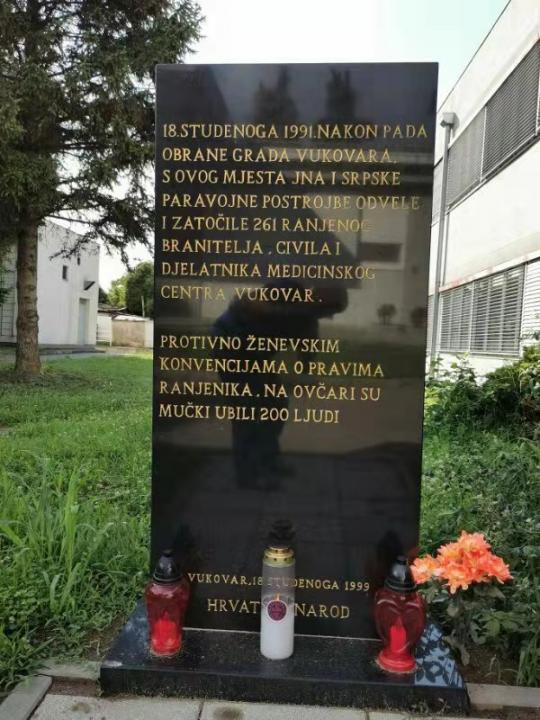 18.STUDENOGA 1991.NAKON PADA
OBRANE GRADA VUKOVARA,
S OVOG MJESTA JNA I SRPSKE
PARAVOJNE POSTROJBE ODVELE
I ZATOČILE 261 RANJENOG
BRANITELJA, CIVILA I
DJELATNIKA MEDICINSKOG
CENTRA VUKOVAR.
PROTIVNO ŽENEVSKIM
KONVENCIJAMA O PRAVIMA
RANJENIKA, NA OVČARI SU
MUČKI UBILI 200 LJUDI
VUKOVAR,18 STUDENOGA 1999
HRVAT NAROD